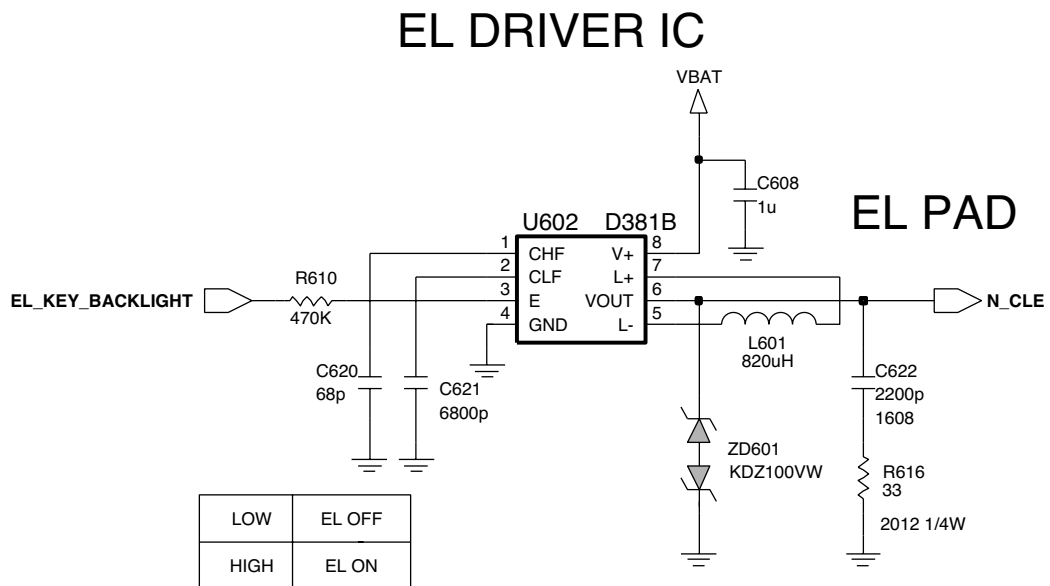 EL DRIVER IC
VBAT
C608
1u
EL PAD
U602 D381B
1 CHF V+ 8
2 CLF L+ 7
3 E VOUT 6
4 GND L- 5
EL_KEY_BACKLIGHT
R610
470K
N_CLE
L601
820uH
C620
68p
C621
6800p
C622
2200p
1608
ZD601
KDZ100VW
R616
33
2012 1/4W
LOW EL OFF
HIGH EL ON